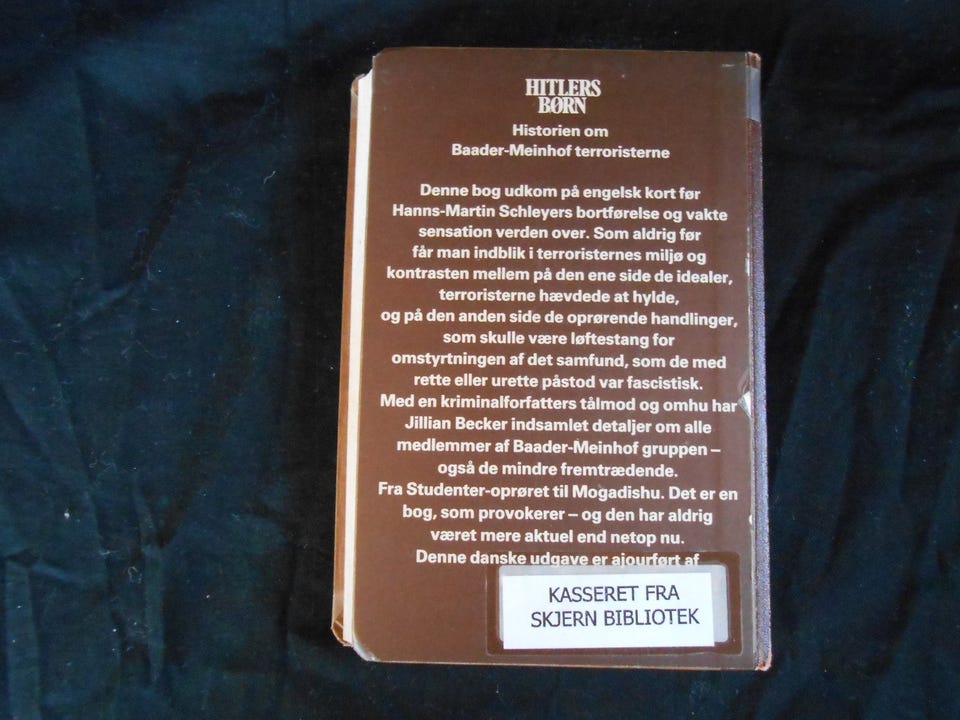 HITLERS
BØRN
Historien om
Baader-Meinhof terroristerne
Denne bog udkom på engelsk kort før
Hanns-Martin Schleyers bortførelse og vakte
sensation verden over. Som aldrig før
får man indblik i terroristernes miljø og
kontrasten mellem på den ene side de idealer,
terroristerne hævdede at hylde,
og på den anden side de oprørende handlinger,
som skulle være løftestang for
omstyrtningen af det samfund, som de med
rette eller urette påstod var fascistisk.
Med en kriminalforfatters tålmod og omhu har
Jillian Becker indsamlet detaljer om alle
medlemmer af Baader-Meinhof gruppen –
også de mindre fremtrædende.
Fra Studenter-oprøret til Mogadishu. Det er en
bog, som provokerer – og den har aldrig
været mere aktuel end netop nu.
Denne danske udgave er ajourført af
KASSERET FRA
SKJERN BIBLIOTEK